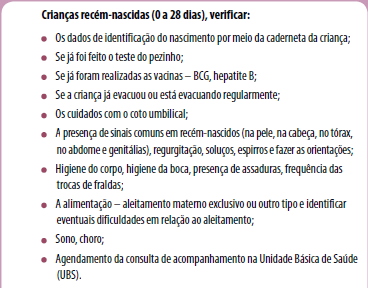 Crianças recém-nascidas (0 a 28 dias), verificar:
• Os dados de identificação do nascimento por meio da caderneta da criança;
• Se já foi feito o teste do pezinho;
• Se já foram realizadas as vacinas – BCG, hepatite B;
• Se a criança já evacuou ou está evacuando regularmente;
• Os cuidados com o coto umbilical;
• A presença de sinais comuns em recém-nascidos (na pele, na cabeça, no tórax,
no abdome e genitálias), regurgitação, soluços, espirros e fazer as orientações;
• Higiene do corpo, higiene da boca, presença de assaduras, frequência das
trocas de fraldas;
• A alimentação – aleitamento materno exclusivo ou outro tipo e identificar
eventuais dificuldades em relação ao aleitamento;
• Sono, choro;
• Agendamento da consulta de acompanhamento na Unidade Básica de Saúde
(UBS).